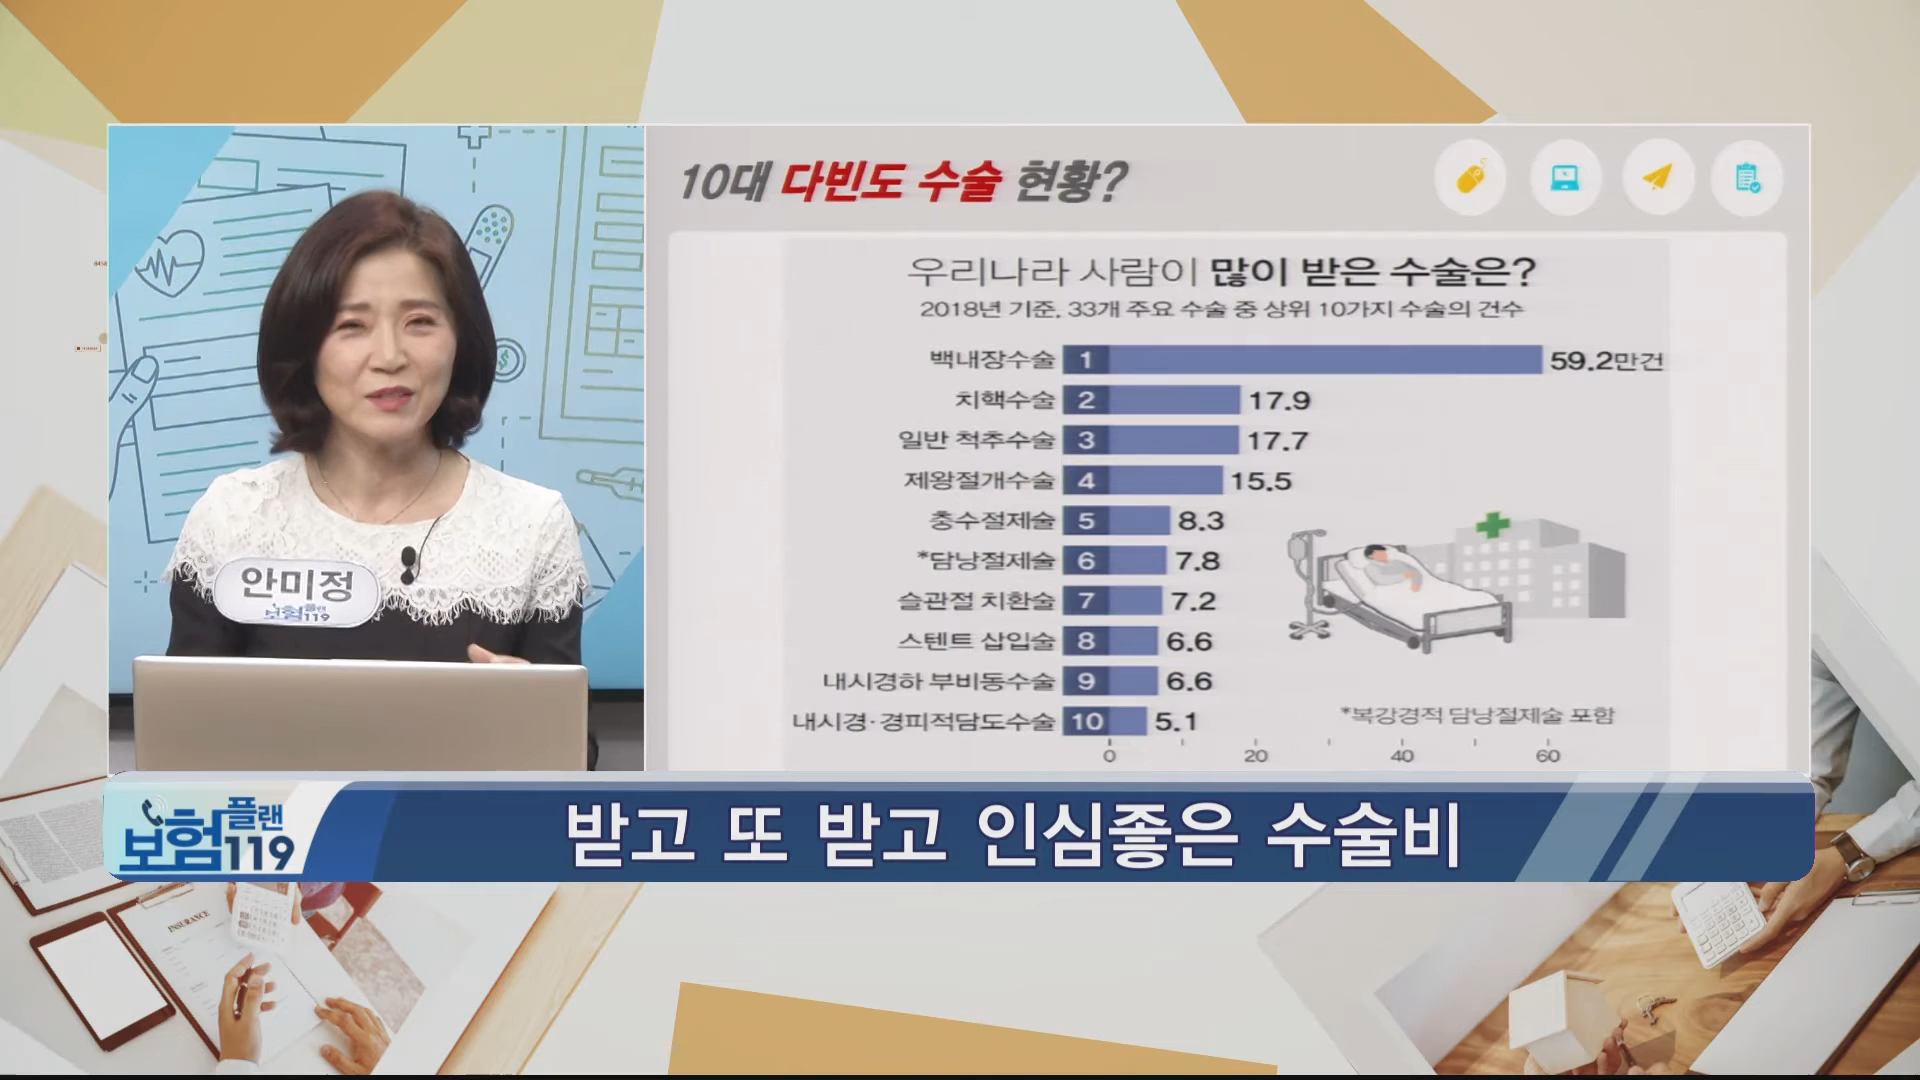 10대 다빈도 수술 현황?
우리나라 사람이 많이 받은 수술은?
2018년 기준, 33개 주요 수술 중 상위 10가지 수술의 건수
백내장수술 1 59.2만건
치핵수술 2 17.9
일반 척추수술 3 17.7
제왕절개수술 4 15.5
충수절제술 5 8.3
*담낭절제술 6 7.8
슬관절 치환술 7 7.2
스텐트 삽입술 8 6.6
내시경하 부비동수술 9 6.6
내시경·경피적담도수술 10 5.1
*복강경적 담낭절제술 포함
0 20 40 60
안미정
보험플랜119
보험플랜119
받고 또 받고 인심좋은 수술비
INSURANCE